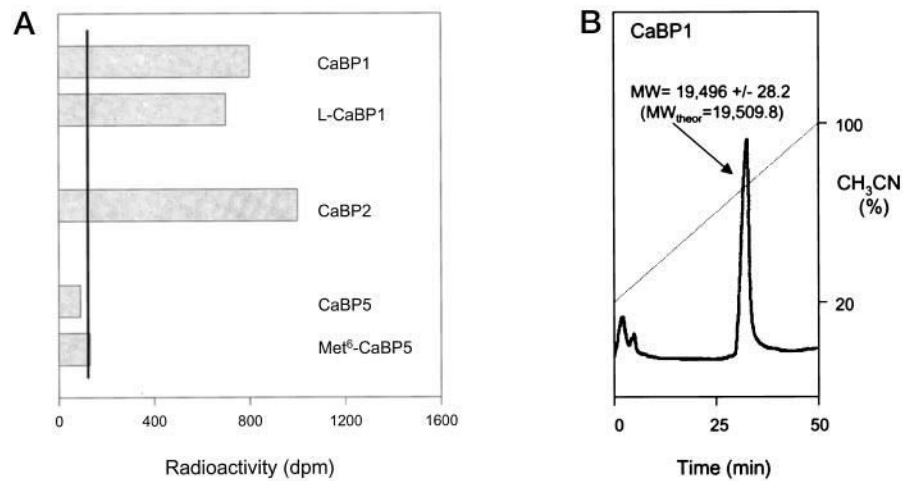 A
CaBP1
L-CaBP1
CaBP2
CaBP5
Met⁶-CaBP5
0 400 800 1200 1600
Radioactivity (dpm)
B
CaBP1
MW= 19,496 +/- 28.2
(MWtheor=19,509.8)
100
CH₃CN
(%)
20
0 25 50
Time (min)